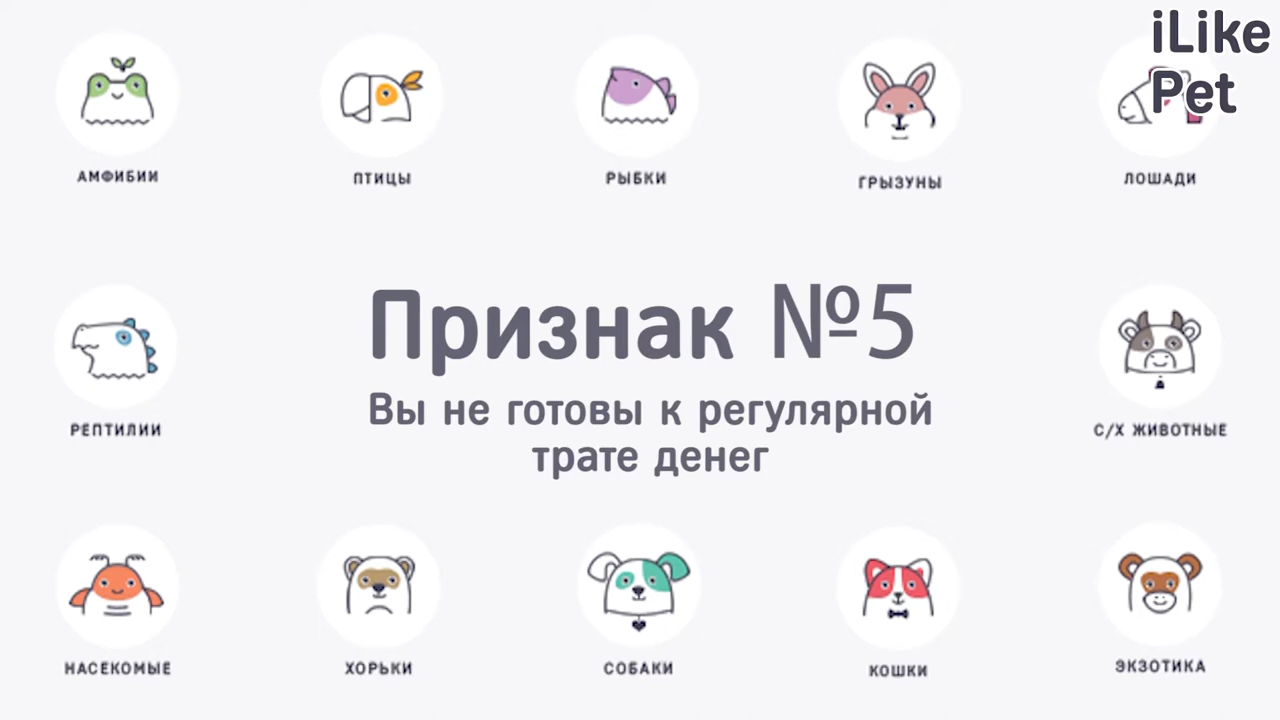 iLike
Pet
АМФИБИИ
ПТИЦЫ
РЫБКИ
ГРЫЗУНЫ
ЛОШАДИ
Признак №5
Вы не готовы к регулярной
трате денег
РЕПТИЛИИ
С/Х ЖИВОТНЫЕ
НАСЕКОМЫЕ
ХОРЬКИ
СОБАКИ
КОШКИ
ЭКЗОТИКА